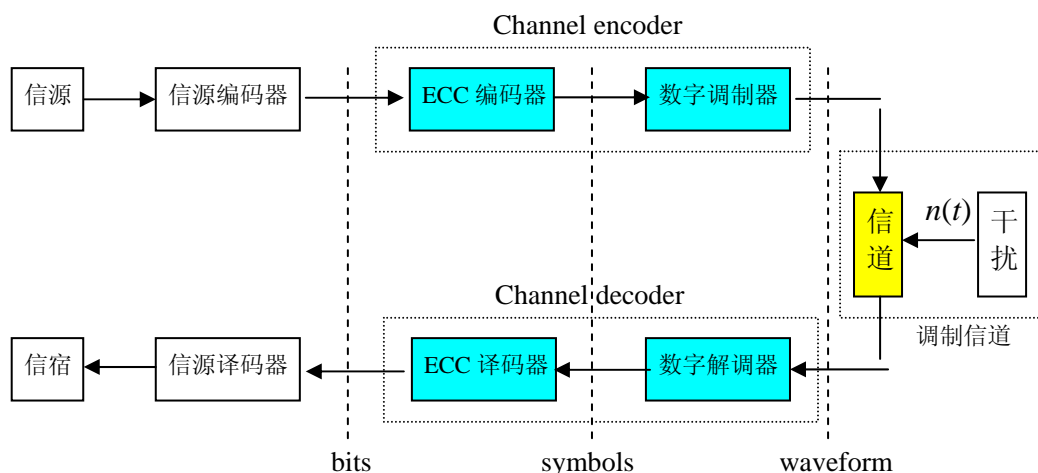 Channel encoder
信源
信源编码器
ECC 编码器
数字调制器
信道
n(t)
干扰
调制信道
Channel decoder
信宿
信源译码器
ECC 译码器
数字解调器
bits
symbols
waveform